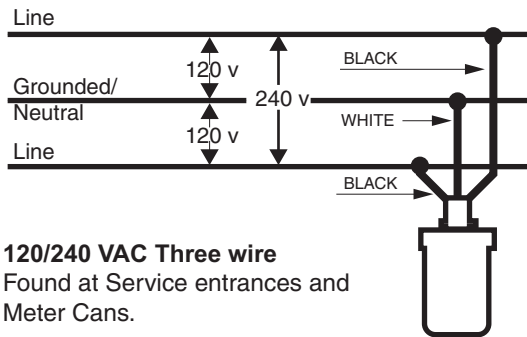 Line
120 v
BLACK
Grounded/
Neutral
240 v
WHITE
120 v
Line
BLACK
120/240 VAC Three wire
Found at Service entrances and
Meter Cans.